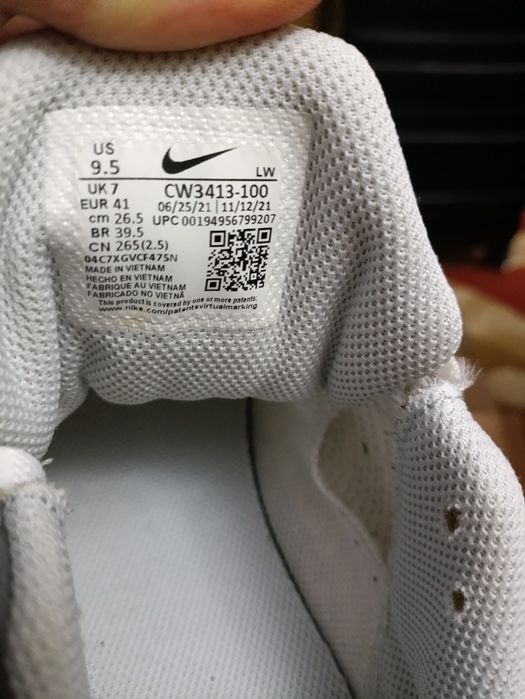 US
9.5
LW
UK 7
CW3413-100
EUR 41
06/25/21 | 11/12/21
cm 26.5
UPC 00194956799207
BR 39.5
CN 265(2.5)
04C7XGVCF475N
MADE IN VIETNAM
HECHO EN VIETNAM
FABRIQUE AU VIETNAM
FABRICADO NO VIETNÃ
This product is covered by one or more patents:
www.nike.com/patentsvirtualmarking